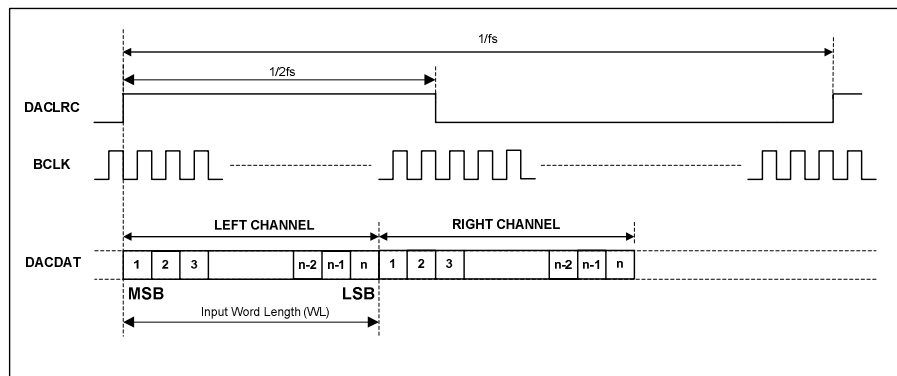 1/fs
1/2fs
DACLRC
BCLK
LEFT CHANNEL RIGHT CHANNEL
DACDAT 1 2 3 n-2 n-1 n 1 2 3 n-2 n-1 n
MSB LSB
Input Word Length (WL)